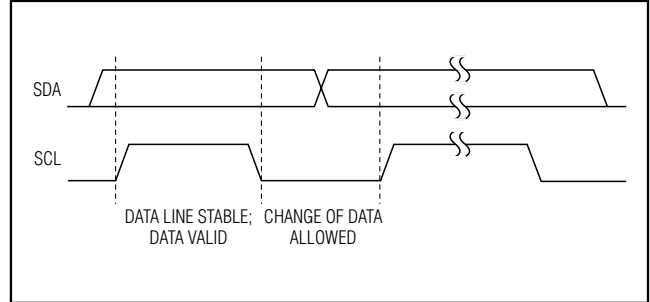 SDA
SCL
DATA LINE STABLE;
DATA VALID
CHANGE OF DATA
ALLOWED